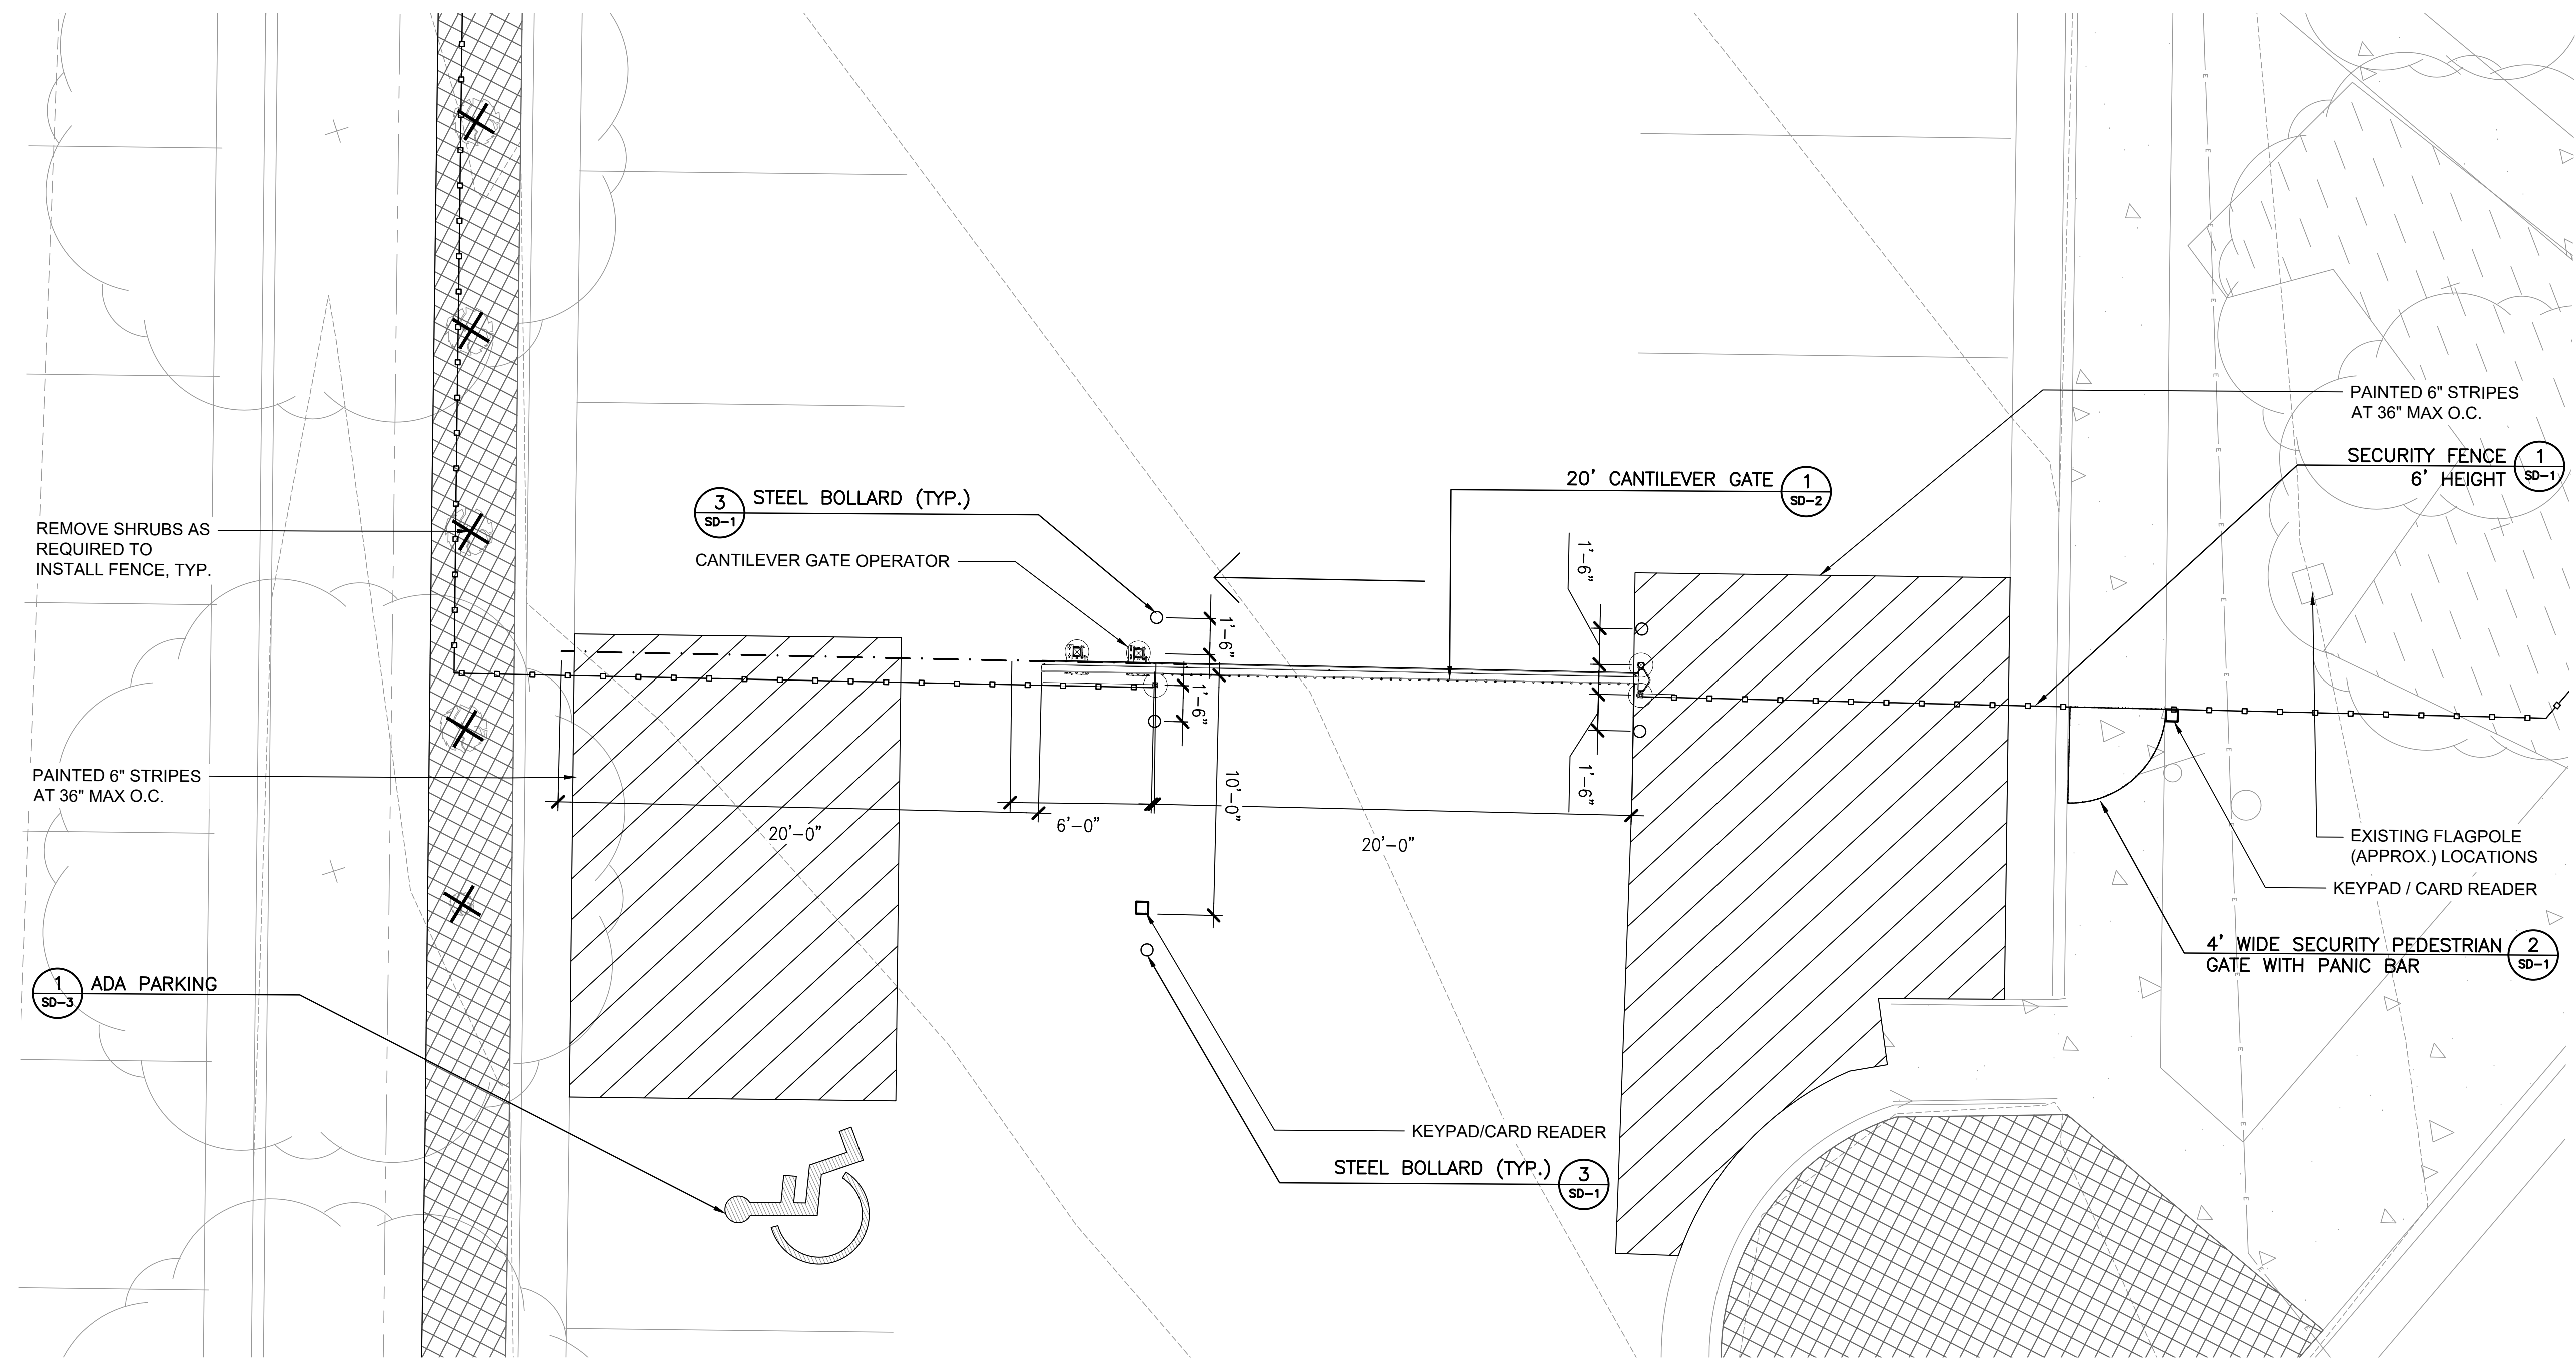 PAINTED 6" STRIPES
AT 36" MAX O.C.
SECURITY FENCE
6' HEIGHT
1
SD-1
20' CANTILEVER GATE
1
SD-2
3
SD-1
STEEL BOLLARD (TYP.)
CANTILEVER GATE OPERATOR
REMOVE SHRUBS AS
REQUIRED TO
INSTALL FENCE, TYP.
1'-6"
1'-6"
1'-6"
1'-6"
10'-0"
PAINTED 6" STRIPES
AT 36" MAX O.C.
20'-0"
6'-0"
20'-0"
EXISTING FLAGPOLE
(APPROX.) LOCATIONS
KEYPAD / CARD READER
4' WIDE SECURITY PEDESTRIAN
GATE WITH PANIC BAR
2
SD-1
1
SD-3
ADA PARKING
KEYPAD/CARD READER
STEEL BOLLARD (TYP.)
3
SD-1
E
E
E
E
E
E
E
E
E
E
E
E